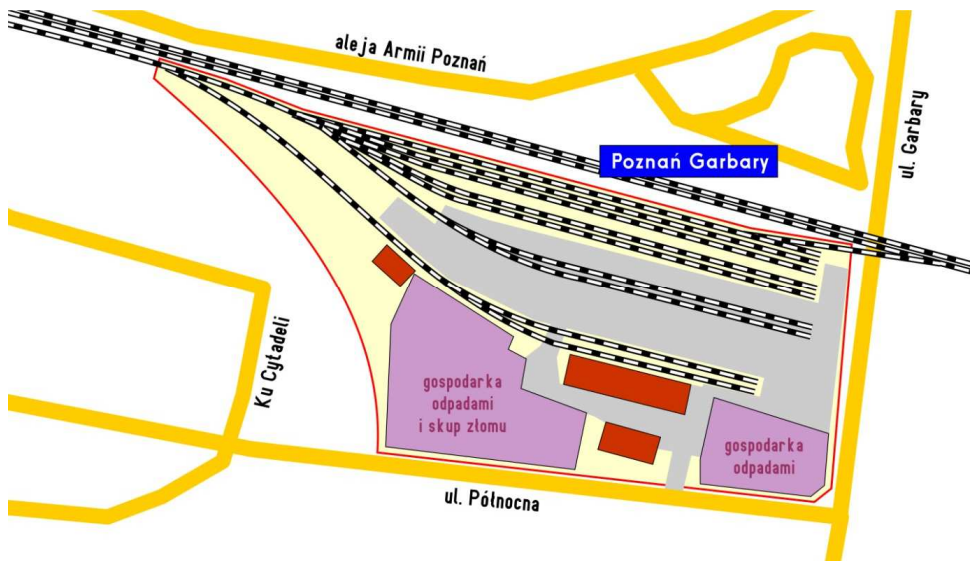 aleja Armii Poznań
ul. Garbary
Poznań Garbary
Ku Cytadeli
gospodarka
odpadami
i skup złomu
gospodarka
odpadami
ul. Północna